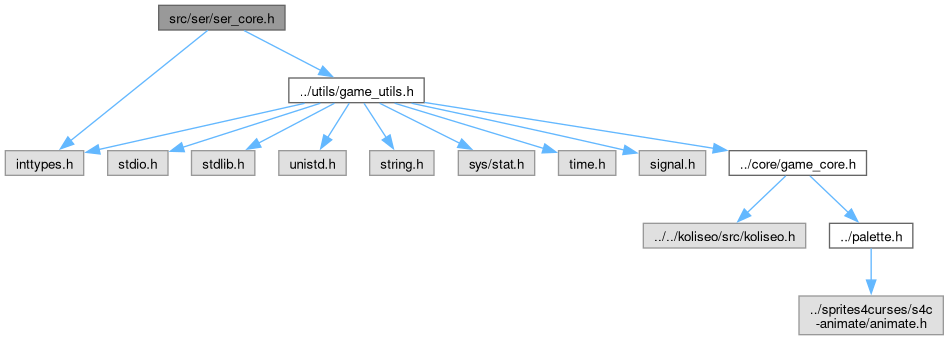 src/ser/ser_core.h
../utils/game_utils.h
inttypes.h
stdio.h
stdlib.h
unistd.h
string.h
sys/stat.h
time.h
signal.h
../core/game_core.h
../../koliseo/src/koliseo.h
../palette.h
../sprites4curses/s4c
-animate/animate.h